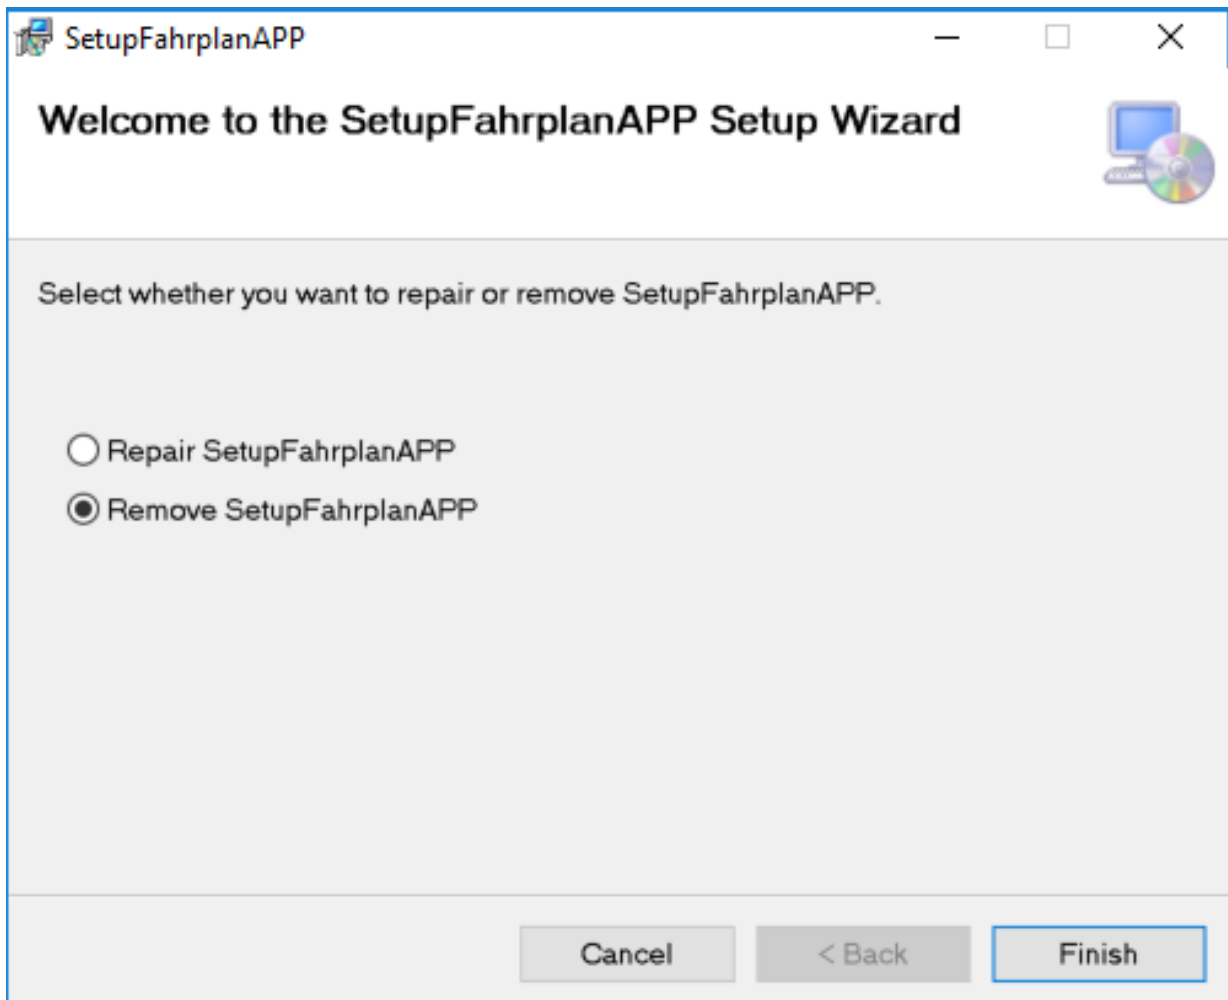 SetupFahrplanAPP
Welcome to the SetupFahrplanAPP Setup Wizard
Select whether you want to repair or remove SetupFahrplanAPP.
Repair SetupFahrplanAPP
Remove SetupFahrplanAPP
Cancel
< Back
Finish